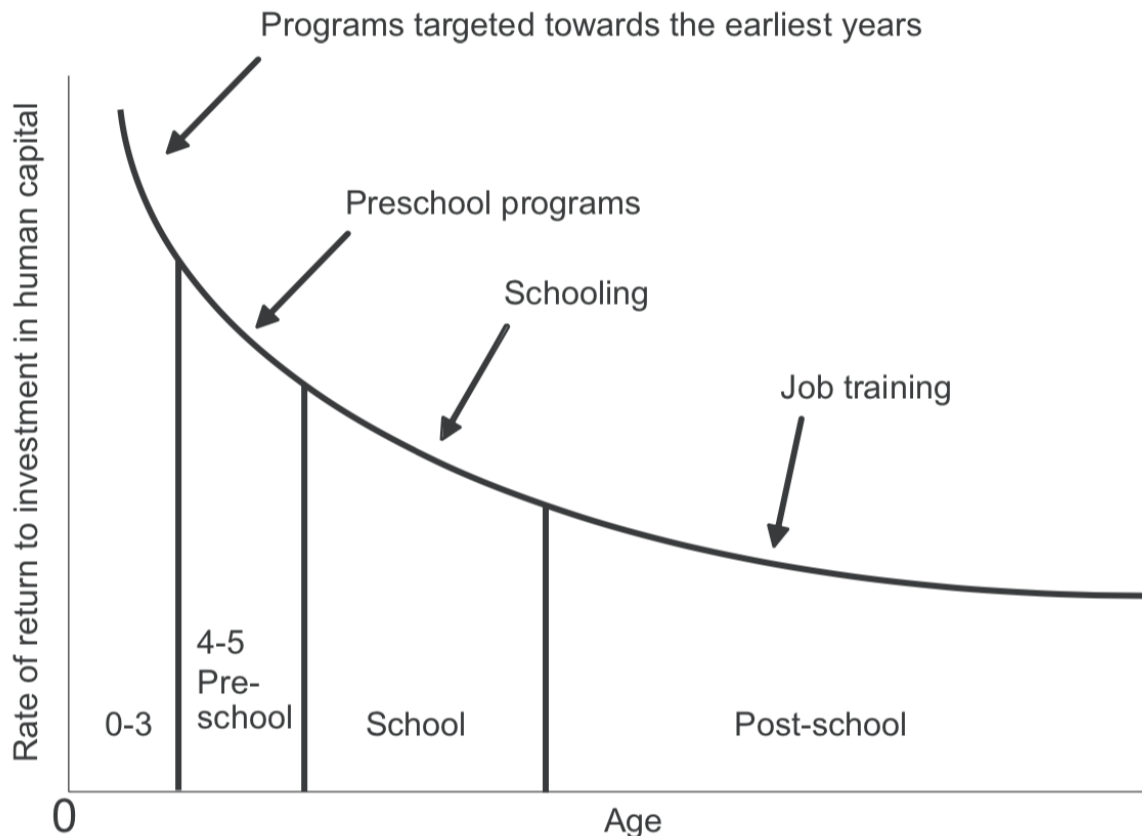 Programs targeted towards the earliest years
Rate of return to investment in human capital
Preschool programs
Schooling
Job training
4-5
Pre-
school
0-3
School
Post-school
0
Age